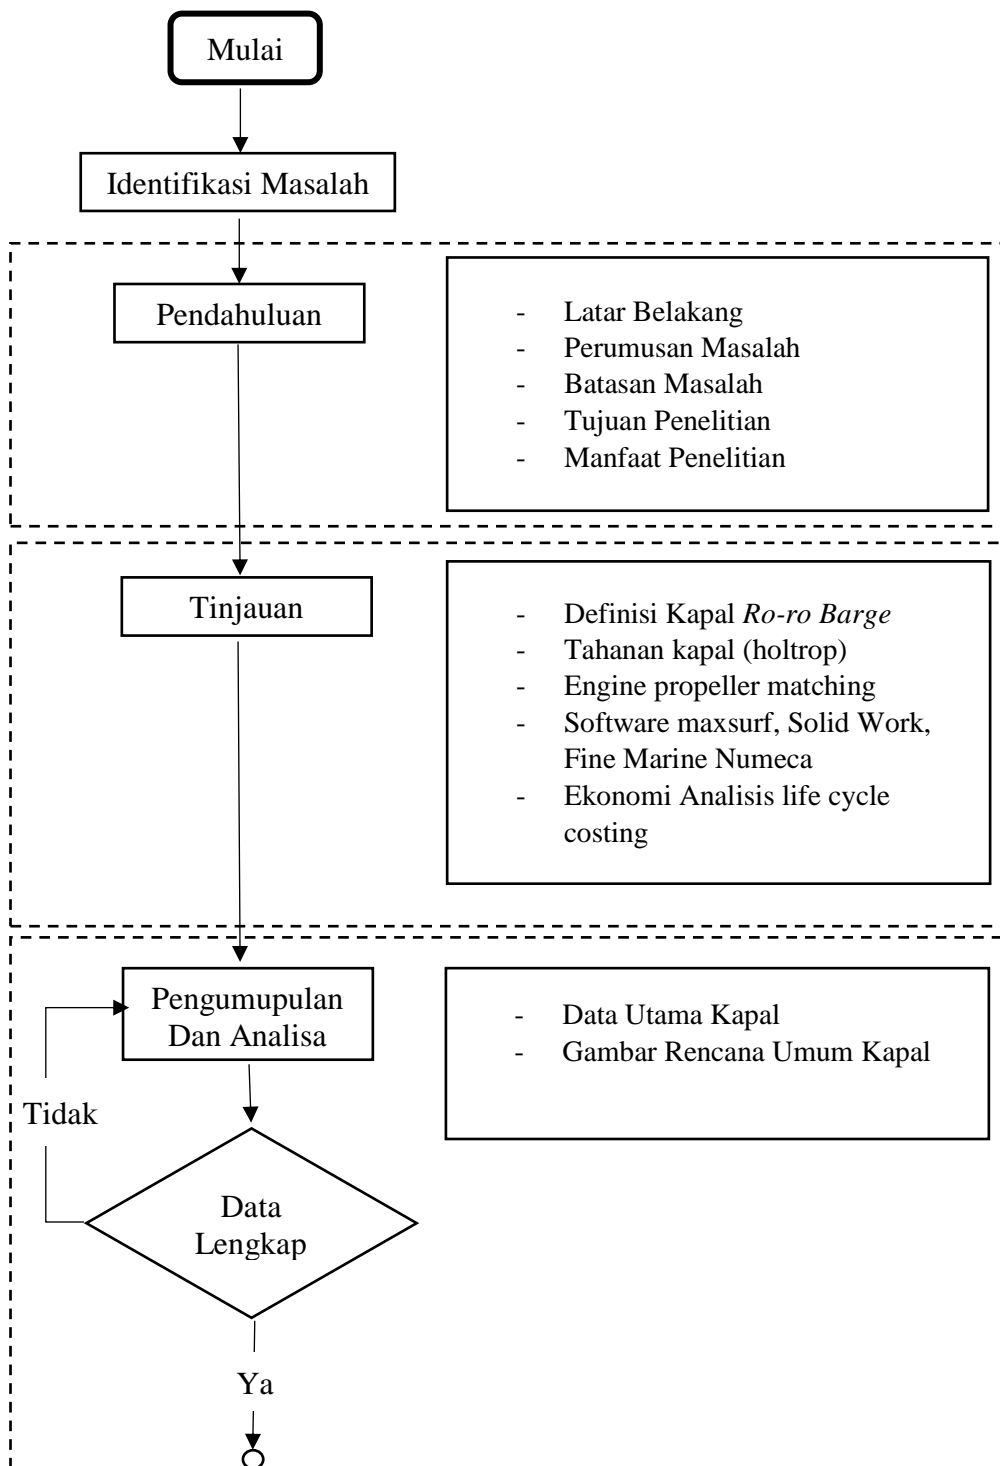 Mulai
Identifikasi Masalah
Pendahuluan
- Latar Belakang
- Perumusan Masalah
- Batasan Masalah
- Tujuan Penelitian
- Manfaat Penelitian
Tinjauan
- Definisi Kapal Ro-ro Barge
- Tahanan kapal (holtrop)
- Engine propeller matching
- Software maxsurf, Solid Work,
Fine Marine Numeca
- Ekonomi Analisis life cycle
costing
Pengumupulan
Dan Analisa
- Data Utama Kapal
- Gambar Rencana Umum Kapal
Tidak
Data
Lengkap
Ya